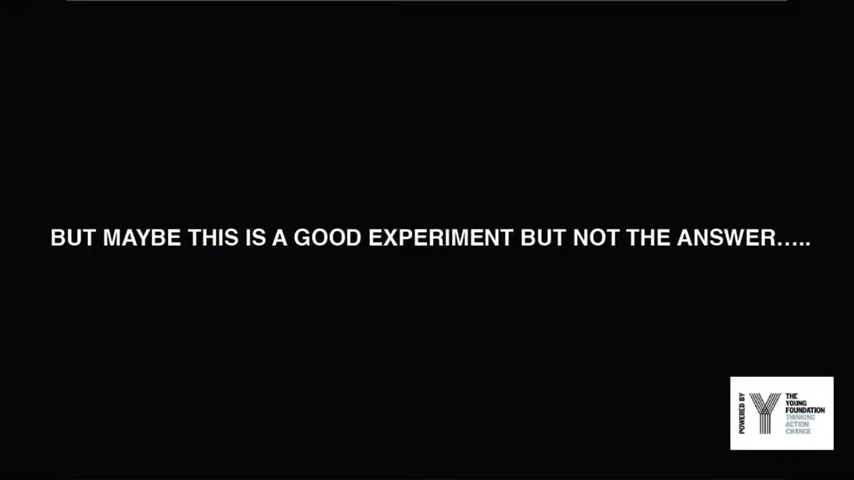 BUT MAYBE THIS IS A GOOD EXPERIMENT BUT NOT THE ANSWER…..
POWERED BY
THE
YOUNG
FOUNDATION
THINKING
ACTION
CHANGE